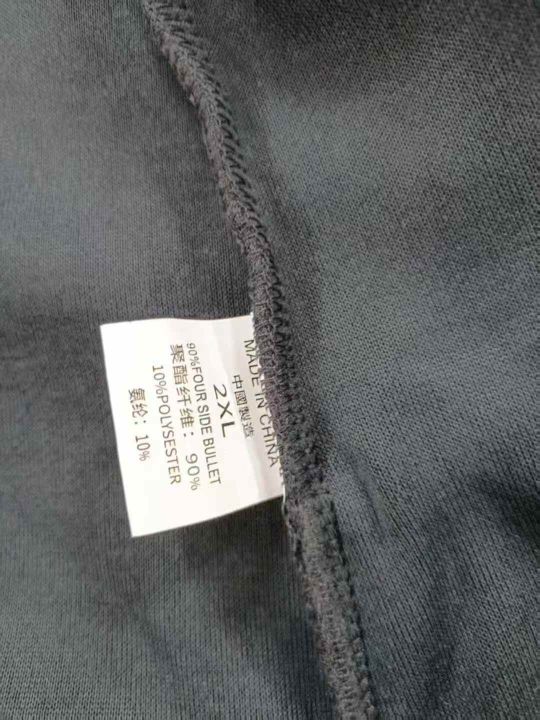 MADE IN CHINA
中國製造
2XL
90%FOUR SIDE BULLET
聚酯纤维：90%
10%POLYSESTER
氨纶：10%